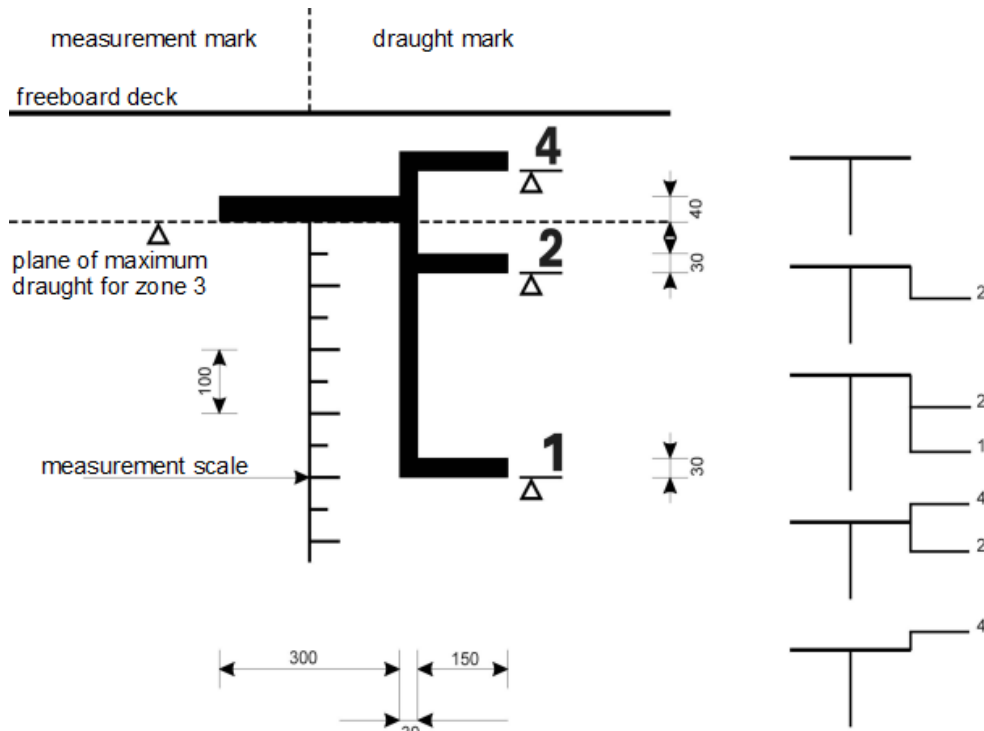 measurement mark
draught mark
freeboard deck
4
40
2
30
plane of maximum
draught for zone 3
100
1
30
measurement scale
300
150
2
2
1
4
2
4